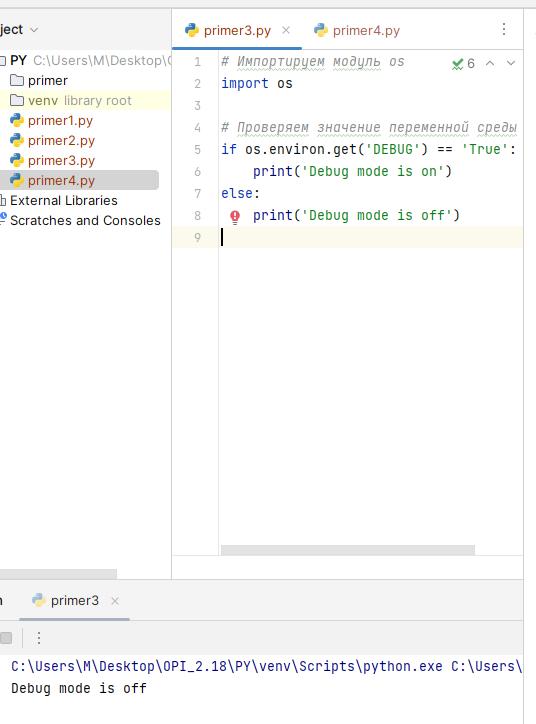 ject
primer3.py
primer4.py
PY C:\Users\M\Desktop\
primer
venv library root
primer1.py
primer2.py
primer3.py
primer4.py
External Libraries
Scratches and Consoles
6
1 # Импортируем модуль os
2 import os
3
4 # Проверяем значение переменной среды
5 if os.environ.get('DEBUG') == 'True':
6 print('Debug mode is on')
7 else:
8 print('Debug mode is off')
9
primer3
C:\Users\M\Desktop\OPI_2.18\PY\venv\Scripts\python.exe C:\Users\
Debug mode is off